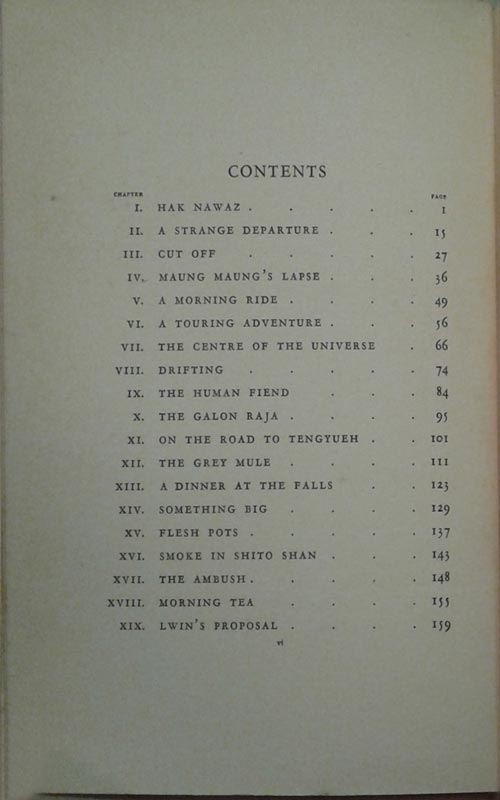 CONTENTS
CHAPTER PAGE
I. HAK NAWAZ . . . . . 1
II. A STRANGE DEPARTURE . . . 15
III. CUT OFF . . . . . 27
IV. MAUNG MAUNG'S LAPSE . . . 36
V. A MORNING RIDE . . . . 49
VI. A TOURING ADVENTURE . . . 56
VII. THE CENTRE OF THE UNIVERSE . 66
VIII. DRIFTING . . . . . 74
IX. THE HUMAN FIEND . . . 84
X. THE GALON RAJA . . . . 95
XI. ON THE ROAD TO TENGYUEH . . 101
XII. THE GREY MULE . . . . 111
XIII. A DINNER AT THE FALLS . . 123
XIV. SOMETHING BIG . . . . 129
XV. FLESH POTS . . . . . 137
XVI. SMOKE IN SHITO SHAN . . . 143
XVII. THE AMBUSH . . . . . 148
XVIII. MORNING TEA . . . . 155
XIX. LWIN'S PROPOSAL . . . . 159
vi